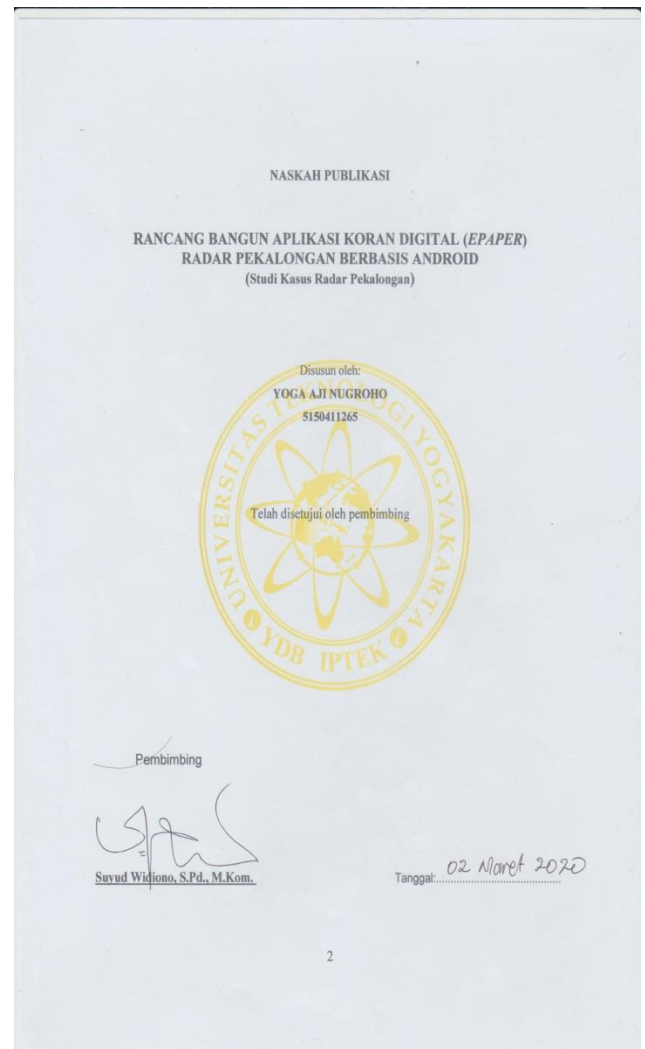 NASKAH PUBLIKASI
RANCANG BANGUN APLIKASI KORAN DIGITAL (EPAPER)
RADAR PEKALONGAN BERBASIS ANDROID
(Studi Kasus Radar Pekalongan)
Disusun oleh:
YOGA AJI NUGROHO
5150411265
UNIVERSITAS TEKNOLOGI YOGYAKARTA
Telah disetujui oleh pembimbing
YDB IPTEK
Pembimbing
Suyud Widiono, S.Pd., M.Kom.
Tanggal: 02 Maret 2020
2